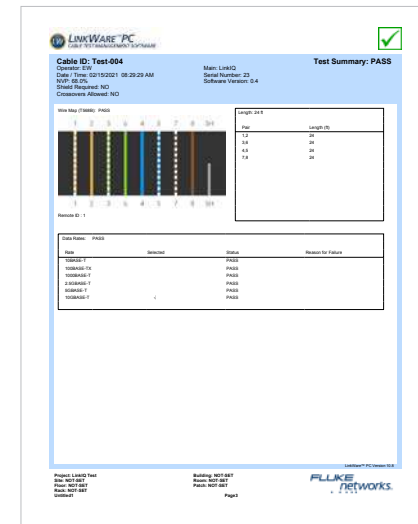 LINKWARE™PC
CABLE TEST MANAGEMENT SOFTWARE
Cable ID: Test-004
Test Summary: PASS
Operator: EW
Date / Time: 02/15/2021 08:29:29 AM
NVP: 68.0%
Shield Required: NO
Crossovers Allowed: NO
Main: LinkIQ
Serial Number: 23
Software Version: 0.4
Wire Map (T568B) PASS
1 2 3 6 4 5 7 8 SH
1 2 3 6 4 5 7 8 SH
Remote ID : 1
Length: 24 ft
Pair Length (ft)
1,2 24
3,6 24
4,5 24
7,8 24
Data Rates: PASS
Rate Selected Status Reason for Failure
10BASE-T PASS
100BASE-TX PASS
1000BASE-T PASS
2.5GBASE-T PASS
5GBASE-T PASS
10GBASE-T PASS
Project: LinkIQ Test
Site: NOT-SET
Floor: NOT-SET
Rack: NOT-SET
Untitled1
Building: NOT-SET
Room: NOT-SET
Patch: NOT-SET
Page3
FLUKE networks.